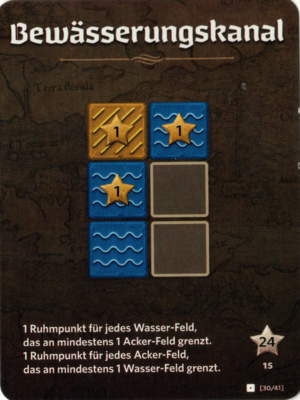 Bewässerungskanal
1 1
1
1 Ruhmpunkt für jedes Wasser-Feld,
das an mindestens 1 Acker-Feld grenzt.
1 Ruhmpunkt für jedes Acker-Feld,
das an mindestens 1 Wasser-Feld grenzt.
24
1S
(30/41)